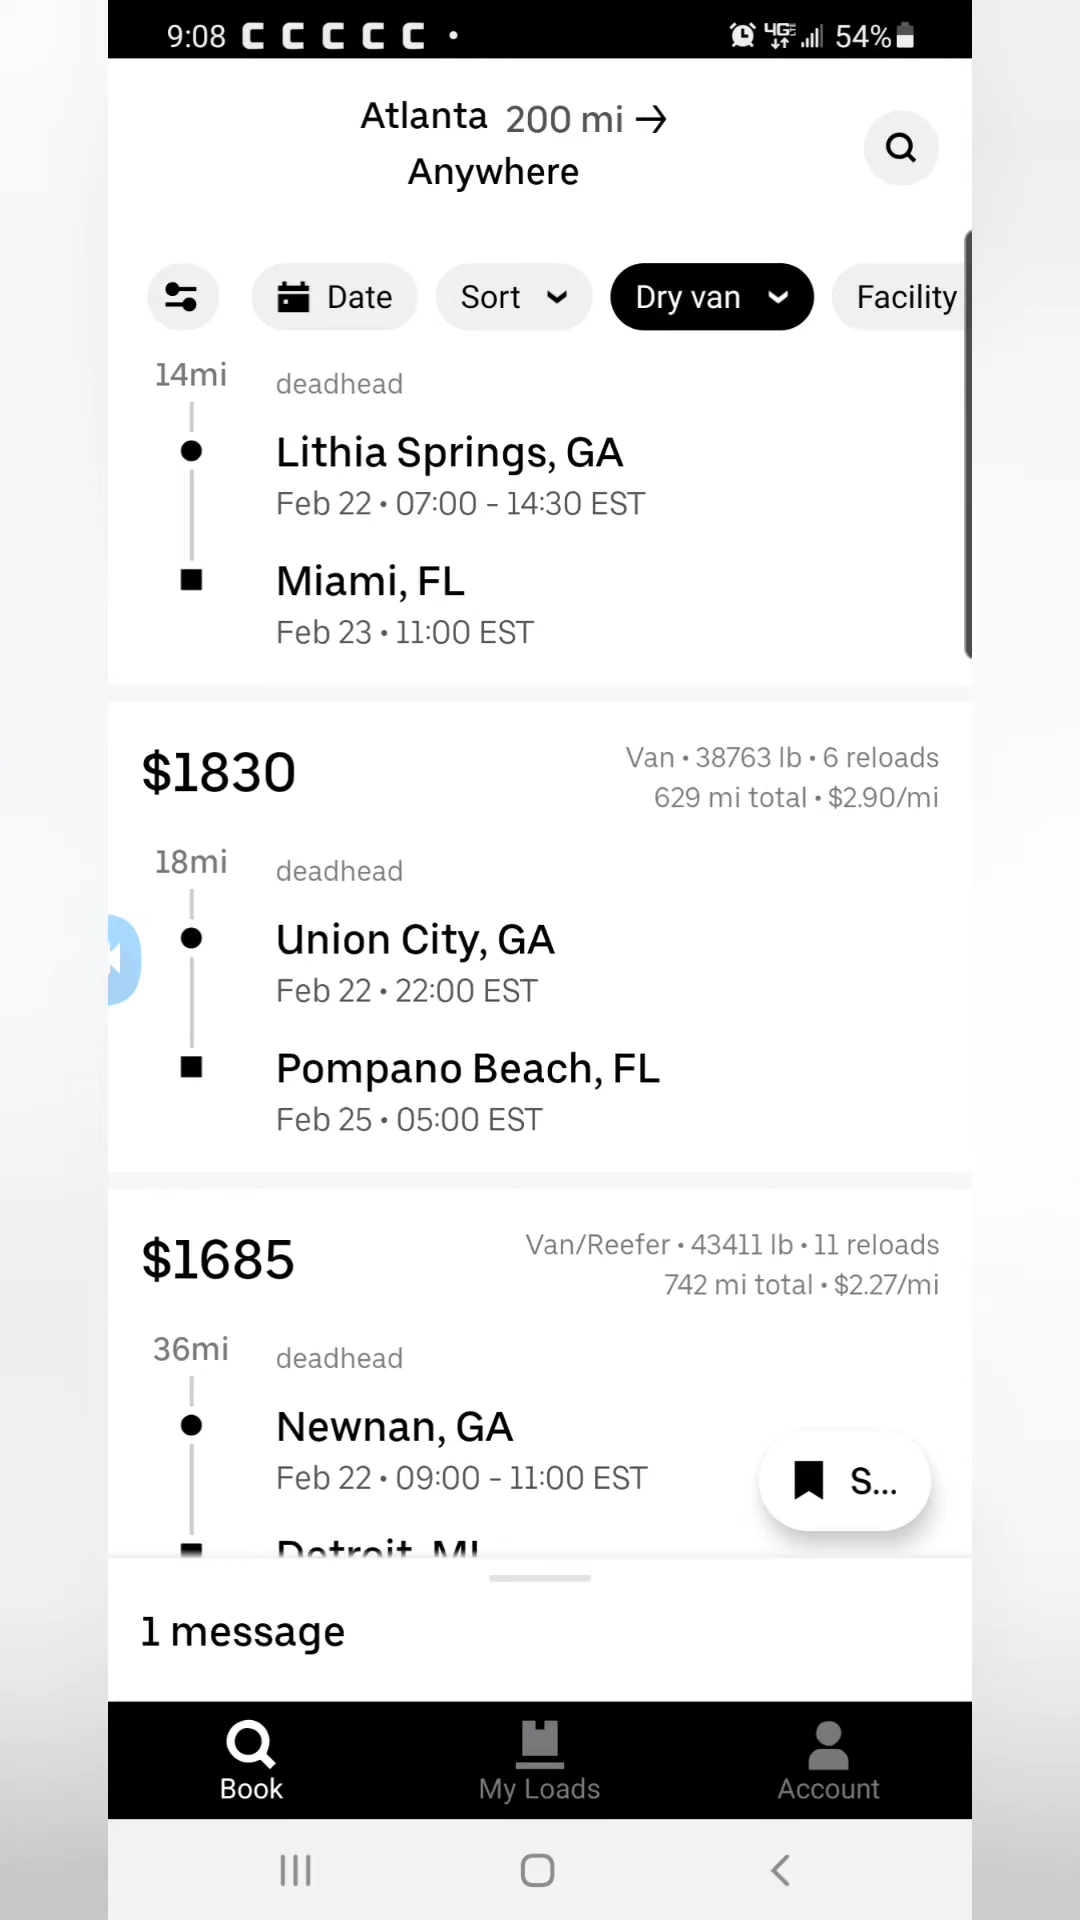 9:08 C C C C C • 4GE 54%
Atlanta 200 mi →
Anywhere
Date Sort Dry van Facility
14mi deadhead
Lithia Springs, GA
Feb 22 • 07:00 - 14:30 EST
Miami, FL
Feb 23 • 11:00 EST
$1830 Van • 38763 lb • 6 reloads
629 mi total • $2.90/mi
18mi deadhead
Union City, GA
Feb 22 • 22:00 EST
Pompano Beach, FL
Feb 25 • 05:00 EST
$1685 Van/Reefer • 43411 lb • 11 reloads
742 mi total • $2.27/mi
36mi deadhead
Newnan, GA
Feb 22 • 09:00 - 11:00 EST
S...
Detroit, MI
1 message
Book My Loads Account